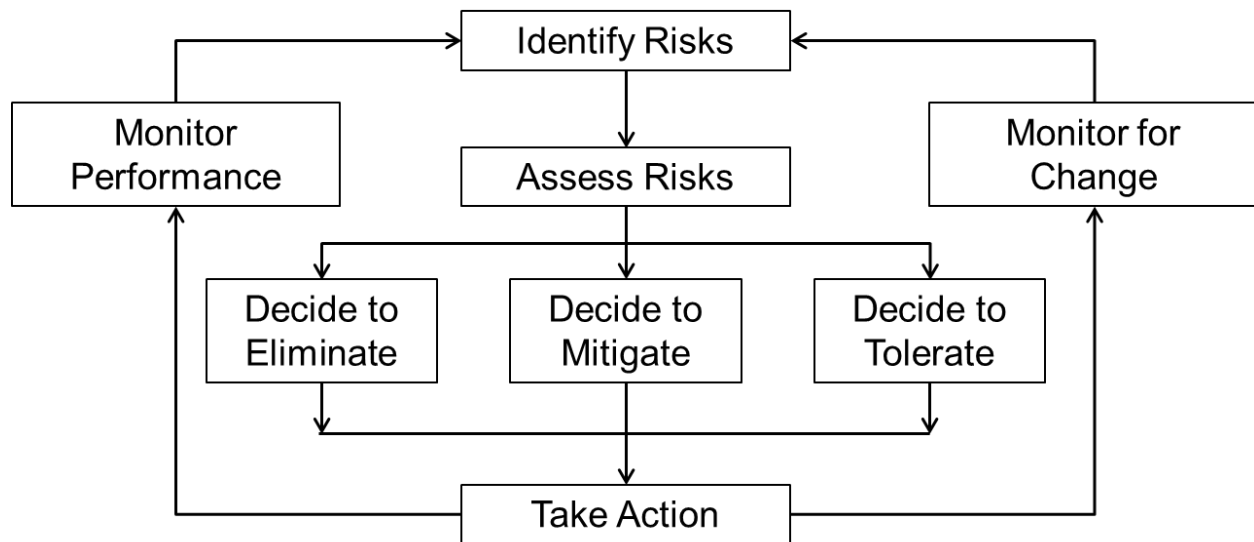 Identify Risks
Monitor
Performance
Monitor for
Change
Assess Risks
Decide to
Eliminate
Decide to
Mitigate
Decide to
Tolerate
Take Action